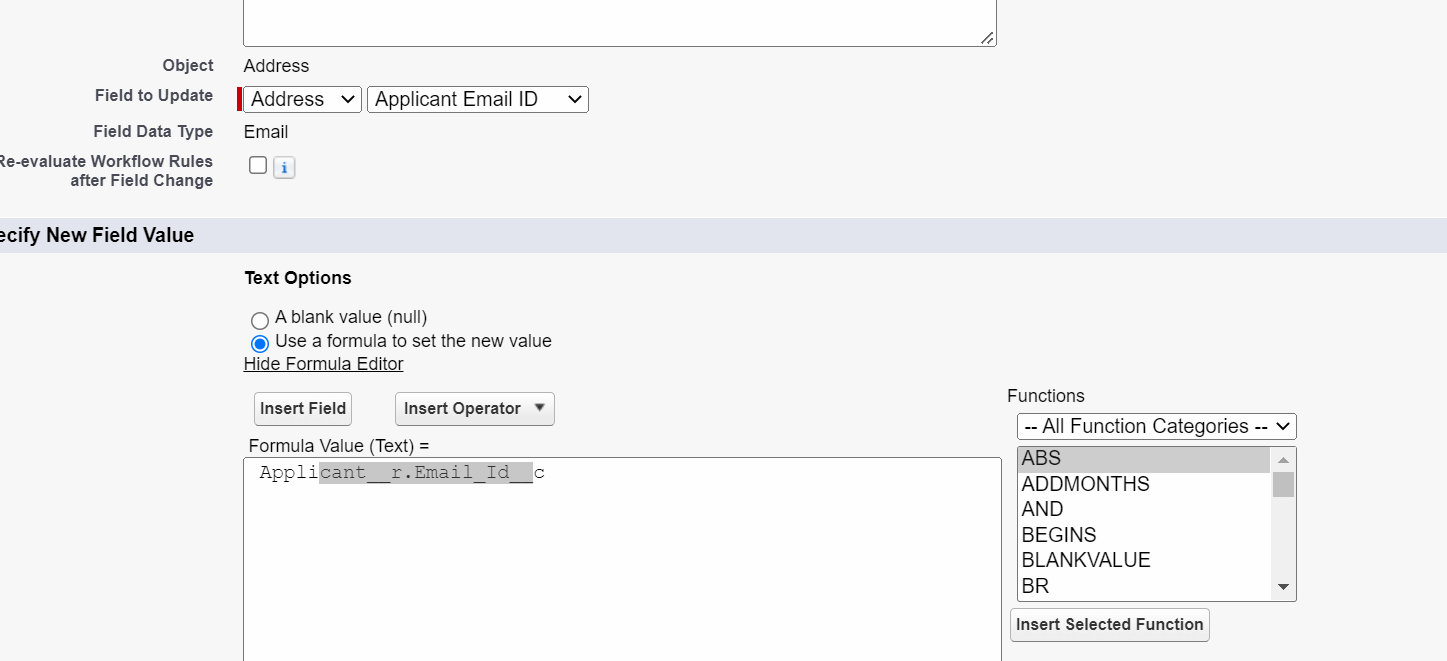 Object Address
Field to Update Address Applicant Email ID
Field Data Type Email
Re-evaluate Workflow Rules
after Field Change
i
ecify New Field Value
Text Options
A blank value (null)
Use a formula to set the new value
Hide Formula Editor
Insert Field Insert Operator
Formula Value (Text) =
Applicant__r.Email_Id__c
Functions
-- All Function Categories --
ABS
ADDMONTHS
AND
BEGINS
BLANKVALUE
BR
Insert Selected Function